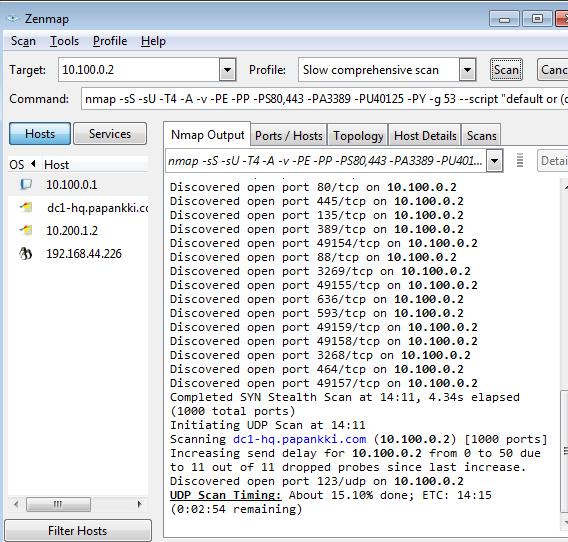 Zenmap
Scan Tools Profile Help
Target: 10.100.0.2 Profile: Slow comprehensive scan Scan Canc
Command: nmap -sS -sU -T4 -A -v -PE -PP -PS80,443 -PA3389 -PU40125 -PY -g 53 --script "default or (
Hosts Services
Nmap Output Ports / Hosts Topology Host Details Scans
OS Host
nmap -sS -sU -T4 -A -v -PE -PP -PS80,443 -PA3389 -PU401... Detai
10.100.0.1
dc1-hq.papankki.co
10.200.1.2
192.168.44.226
Discovered open port 80/tcp on 10.100.0.2
Discovered open port 445/tcp on 10.100.0.2
Discovered open port 135/tcp on 10.100.0.2
Discovered open port 389/tcp on 10.100.0.2
Discovered open port 49154/tcp on 10.100.0.2
Discovered open port 88/tcp on 10.100.0.2
Discovered open port 3269/tcp on 10.100.0.2
Discovered open port 49155/tcp on 10.100.0.2
Discovered open port 636/tcp on 10.100.0.2
Discovered open port 593/tcp on 10.100.0.2
Discovered open port 49159/tcp on 10.100.0.2
Discovered open port 49158/tcp on 10.100.0.2
Discovered open port 3268/tcp on 10.100.0.2
Discovered open port 464/tcp on 10.100.0.2
Discovered open port 49157/tcp on 10.100.0.2
Completed SYN Stealth Scan at 14:11, 4.34s elapsed
(1000 total ports)
Initiating UDP Scan at 14:11
Scanning dc1-hq.papankki.com (10.100.0.2) [1000 ports]
Increasing send delay for 10.100.0.2 from 0 to 50 due
to 11 out of 11 dropped probes since last increase.
Discovered open port 123/udp on 10.100.0.2
UDP Scan Timing: About 15.10% done; ETC: 14:15
(0:02:54 remaining)
Filter Hosts